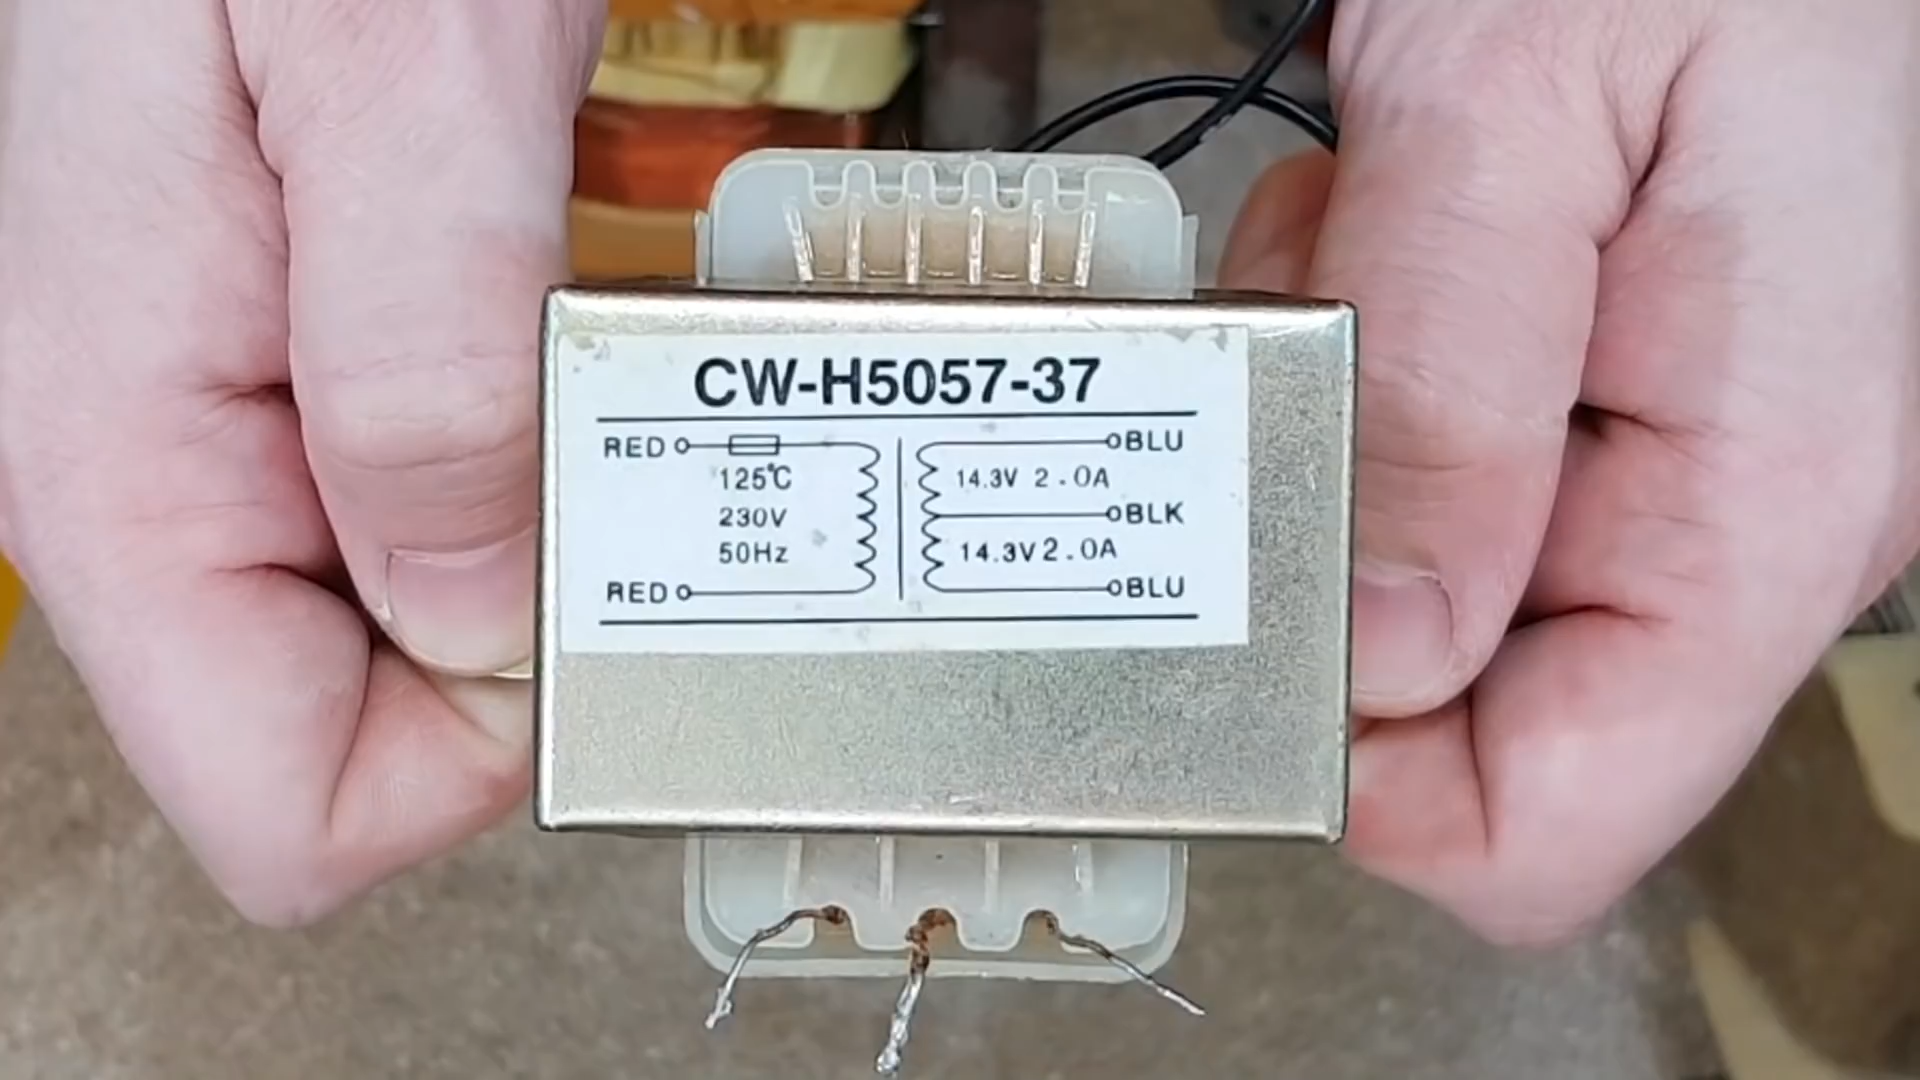 CW-H5057-37
RED
BLU
125℃
14.3V 2.0A
230V
BLK
50Hz
14.3V 2.0A
RED
BLU